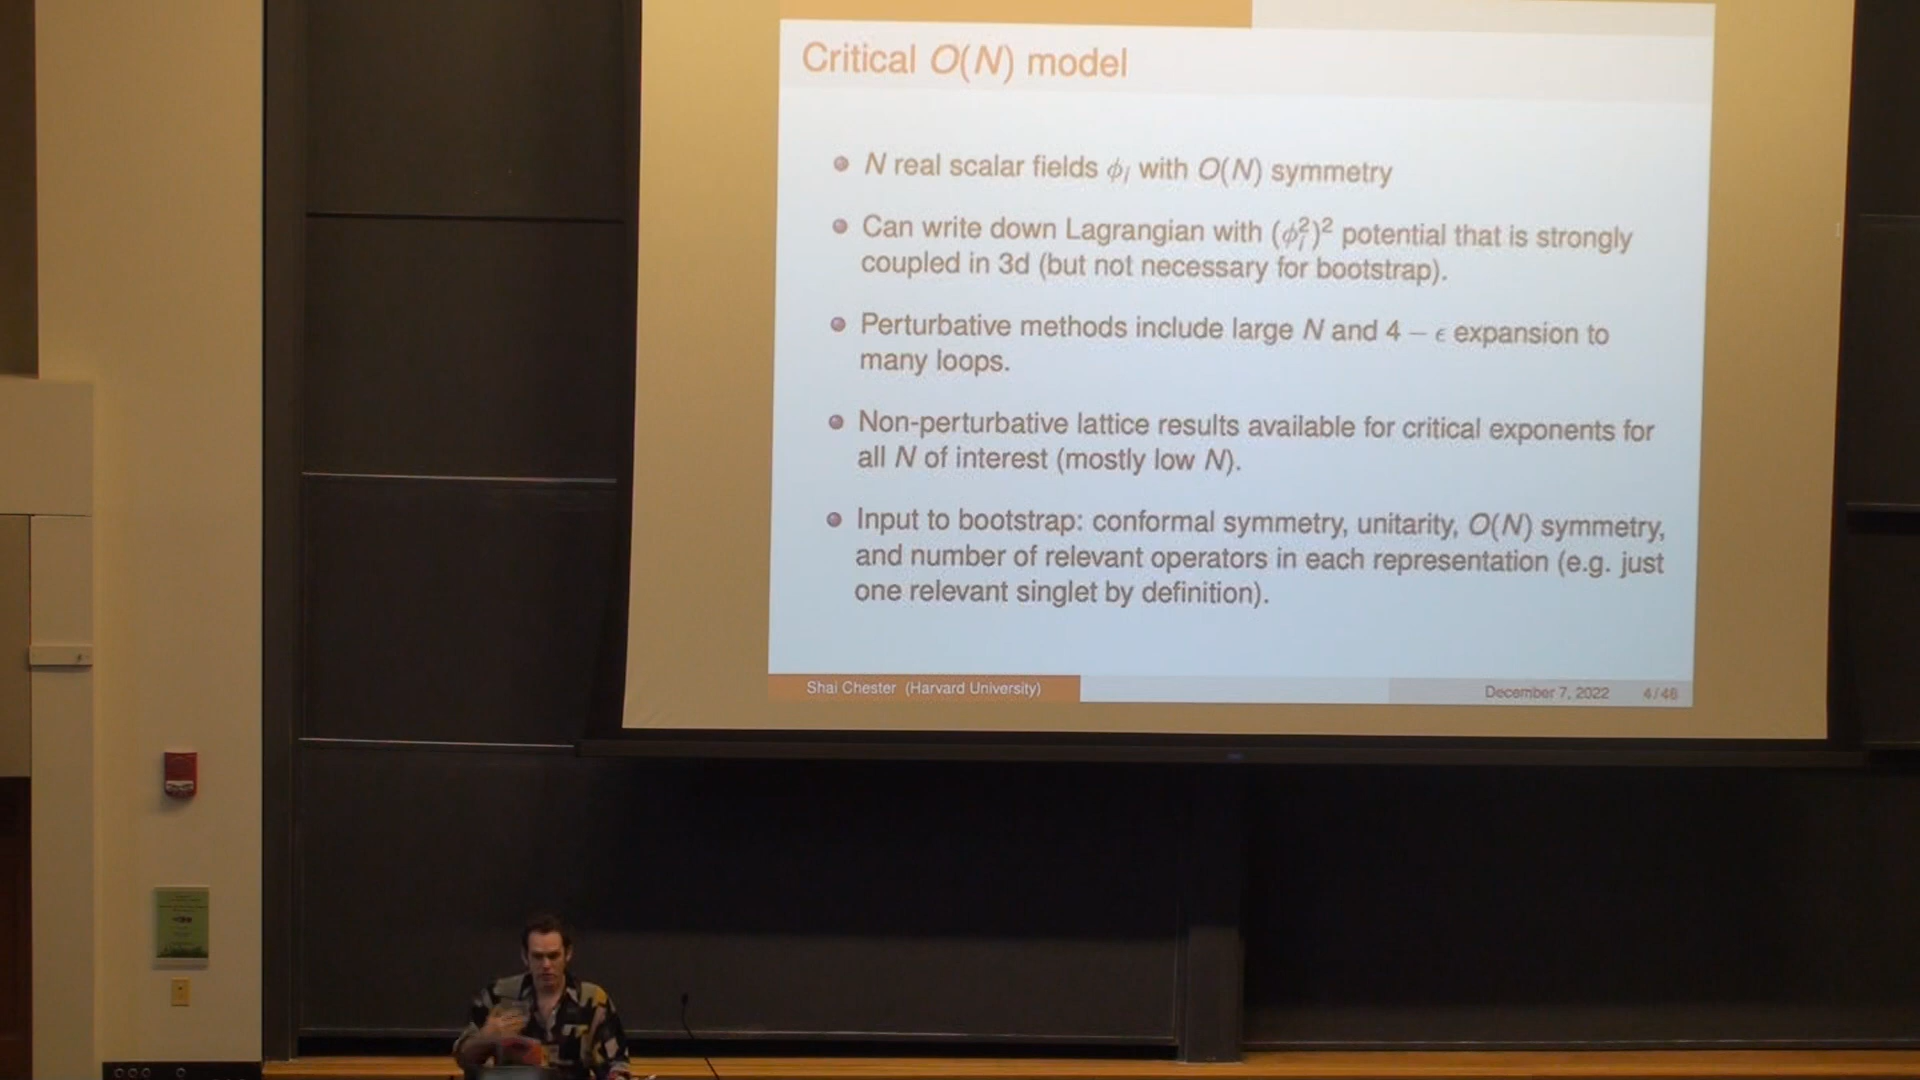 Critical O(N) model
N real scalar fields ϕ_I with O(N) symmetry
Can write down Lagrangian with (ϕ_I^2)^2 potential that is strongly
coupled in 3d (but not necessary for bootstrap).
Perturbative methods include large N and 4 − ϵ expansion to
many loops.
Non-perturbative lattice results available for critical exponents for
all N of interest (mostly low N).
Input to bootstrap: conformal symmetry, unitarity, O(N) symmetry,
and number of relevant operators in each representation (e.g. just
one relevant singlet by definition).
Shai Chester (Harvard University)
December 7, 2022
4 / 46